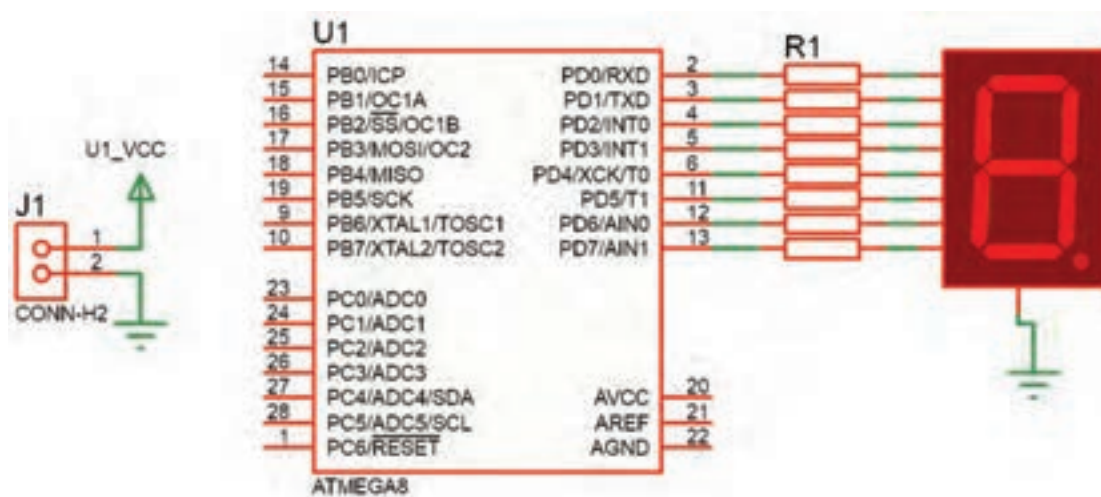 U1
R1
14 PB0/ICP PD0/RXD 2
15 PB1/OC1A PD1/TXD 3
16 PB2/SS/OC1B PD2/INT0 4
17 PB3/MOSI/OC2 PD3/INT1 5
18 PB4/MISO PD4/XCK/T0 6
19 PB5/SCK PD5/T1 11
9 PB6/XTAL1/TOSC1 PD6/AIN0 12
10 PB7/XTAL2/TOSC2 PD7/AIN1 13
U1_VCC
J1
1
2
CONN-H2
23 PC0/ADC0
24 PC1/ADC1
25 PC2/ADC2
26 PC3/ADC3
27 PC4/ADC4/SDA AVCC 20
28 PC5/ADC5/SCL AREF 21
1 PC6/RESET AGND 22
ATMEGA8